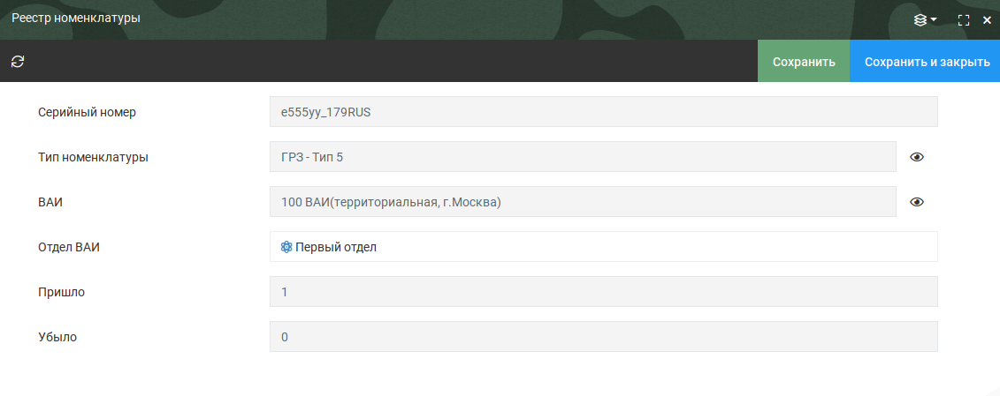 Реестр номенклатуры
Сохранить
Сохранить и закрыть
Серийный номер
е555уу_179RUS
Тип номенклатуры
ГРЗ - Тип 5
ВАИ
100 ВАИ(территориальная, г.Москва)
Отдел ВАИ
Первый отдел
Пришло
1
Убыло
0